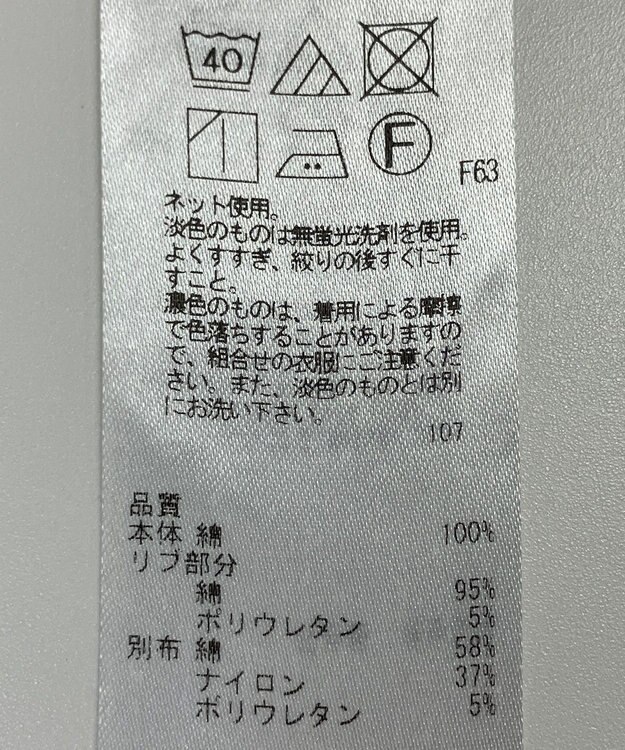 40
F
F63
ネット使用。
淡色のものは無蛍光洗剤を使用。
よくすすぎ、絞りの後すぐに干
すこと。
濃色のものは、着用による摩擦
で色落ちすることがありますの
で、組合せの衣服にご注意くだ
さい。また、淡色のものとは別
にお洗い下さい。
107
品質
本体 綿 100%
リブ部分
綿 95%
ポリウレタン 5%
別布 綿 58%
ナイロン 37%
ポリウレタン 5%